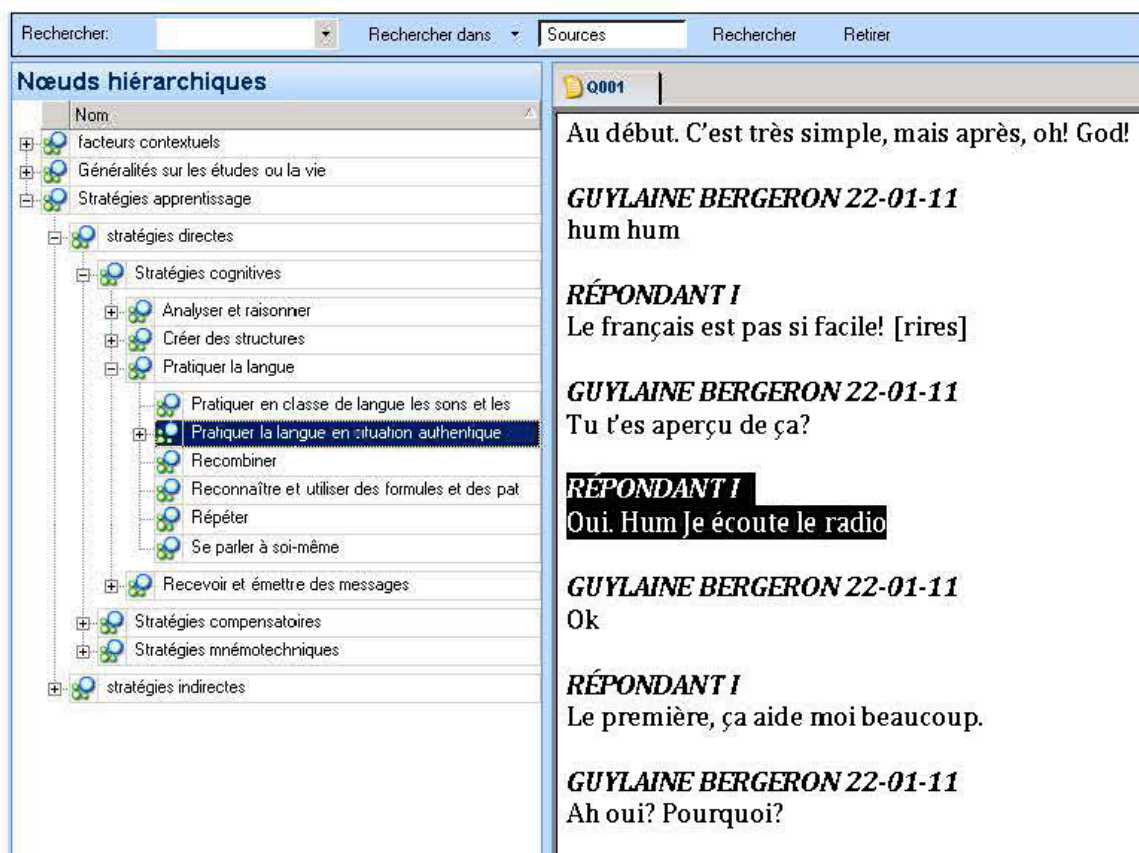 Rechercher: Rechercher dans Sources Rechercher Retirer
Nœuds hiérarchiques
Nom
facteurs contextuels
Généralités sur les études ou la vie
Stratégies apprentissage
stratégies directes
Stratégies cognitives
Analyser et raisonner
Créer des structures
Pratiquer la langue
Pratiquer en classe de langue les sons et les
Pratiquer la langue en situation authentique
Recombiner
Reconnaître et utiliser des formules et des pat
Répéter
Se parler à soi-même
Recevoir et émettre des messages
Stratégies compensatoires
Stratégies mnémotechniques
stratégies indirectes
Q001
Au début. C'est très simple, mais après, oh! God!
GUYLAINE BERGERON 22-01-11
hum hum
RÉPONDANT I
Le français est pas si facile! [rires]
GUYLAINE BERGERON 22-01-11
Tu t'es aperçu de ça?
RÉPONDANT I
Oui. Hum Je écoute le radio
GUYLAINE BERGERON 22-01-11
Ok
RÉPONDANT I
Le première, ça aide moi beaucoup.
GUYLAINE BERGERON 22-01-11
Ah oui? Pourquoi?